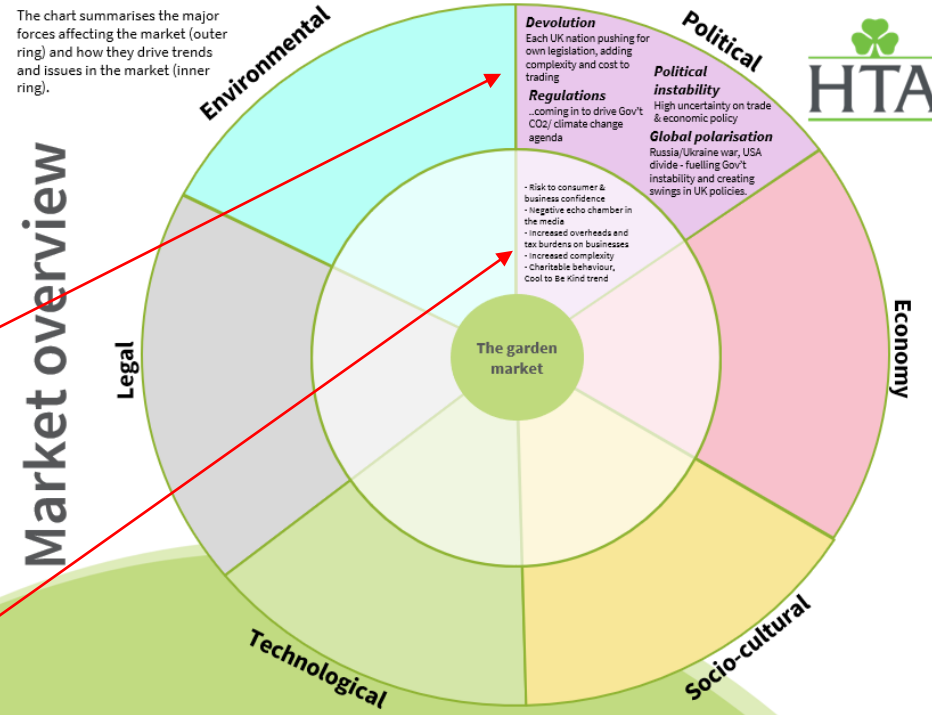 The chart summarises the major
forces affecting the market (outer
ring) and how they drive trends
and issues in the market (inner
ring).
Market overview
Environmental
Political
HTA
Devolution
Each UK nation pushing for
own legislation, adding
complexity and cost to
trading
Regulations
..coming in to drive Gov't
CO2/ climate change
agenda
Political
instability
High uncertainty on trade
& economic policy
Global polarisation
Russia/Ukraine war, USA
divide - fuelling Gov't
instability and creating
swings in UK policies.
- Risk to consumer &
business confidence
- Negative echo chamber in
the media
- Increased overheads and
tax burdens on businesses
- Increased complexity
- Charitable behaviour,
Cool to Be Kind trend
Legal
The garden
market
Economy
Technological
Socio-cultural